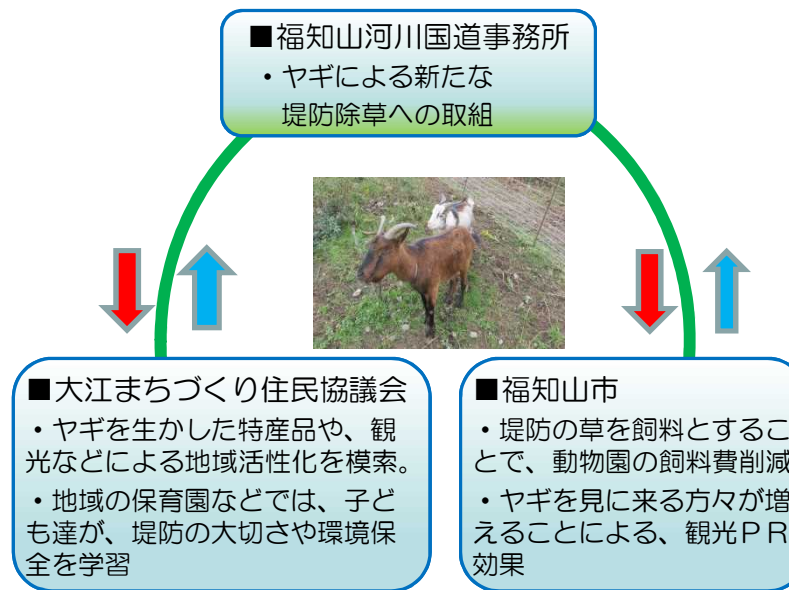 ■福知山河川国道事務所
・ヤギによる新たな
堤防除草への取組
■大江まちづくり住民協議会
・ヤギを生かした特産品や、観
光などによる地域活性化を模索。
・地域の保育園などでは、子ど
も達が、堤防の大切さや環境保
全を学習
■福知山市
・堤防の草を飼料とするこ
とで、動物園の飼料費削減
・ヤギを見に来る方々が増
えることによる、観光ＰＲ
効果